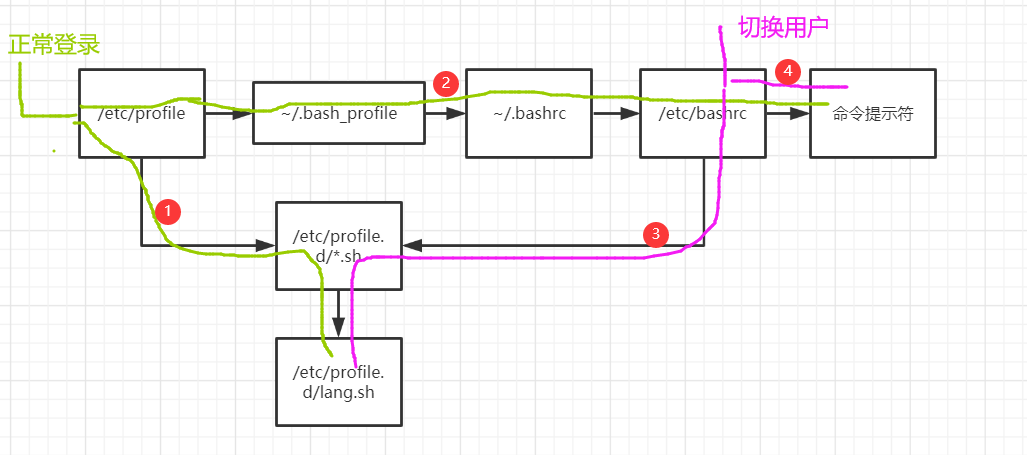 正常登录
切换用户
2
4
/etc/profile
~/.bash_profile
~/.bashrc
/etc/bashrc
命令提示符
1
3
/etc/profile.
d/*.sh
/etc/profile.
d/lang.sh